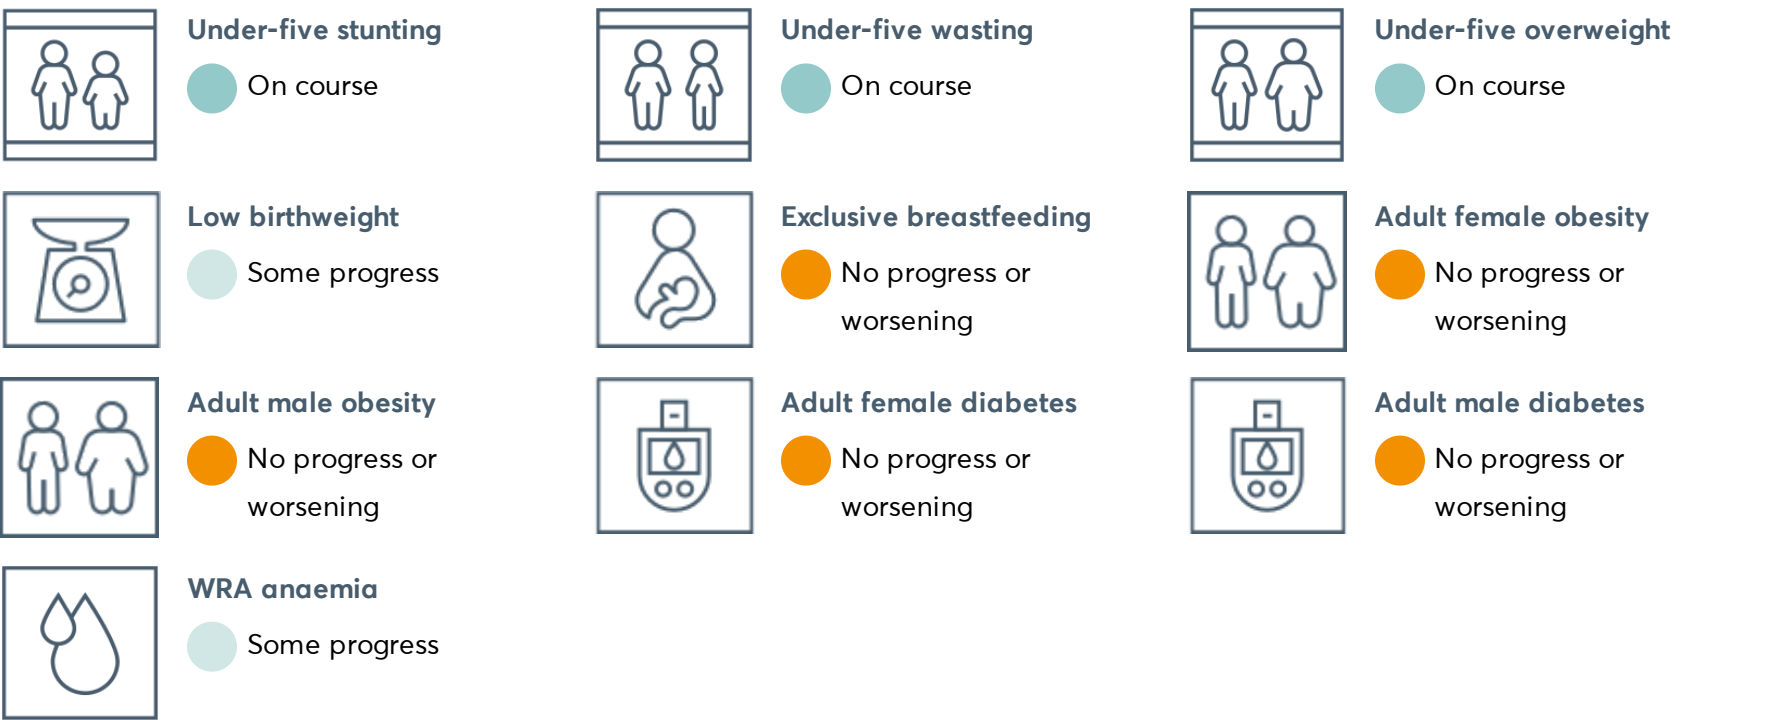 Under-five stunting
On course
Under-five wasting
On course
Under-five overweight
On course
Low birthweight
Some progress
Exclusive breastfeeding
No progress or
worsening
Adult female obesity
No progress or
worsening
Adult male obesity
No progress or
worsening
Adult female diabetes
No progress or
worsening
Adult male diabetes
No progress or
worsening
WRA anaemia
Some progress